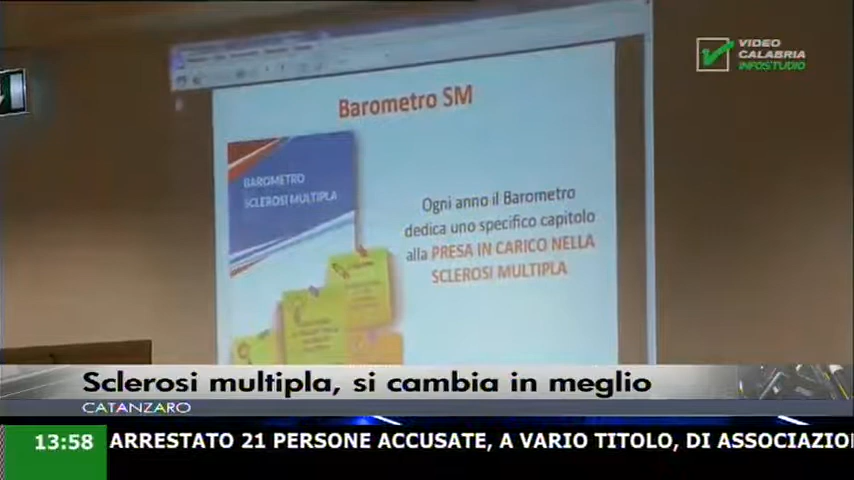 VIDEO
CALABRIA
INFOSTUDIO
Barometro SM
BAROMETRO
SCLEROSI MULTIPLA
Ogni anno il Barometro
dedica uno specifico capitolo
alla PRESA IN CARICO NELLA
SCLEROSI MULTIPLA
Sclerosi multipla, si cambia in meglio
CATANZARO
13:58 ARRESTATO 21 PERSONE ACCUSATE, A VARIO TITOLO, DI ASSOCIAZIO